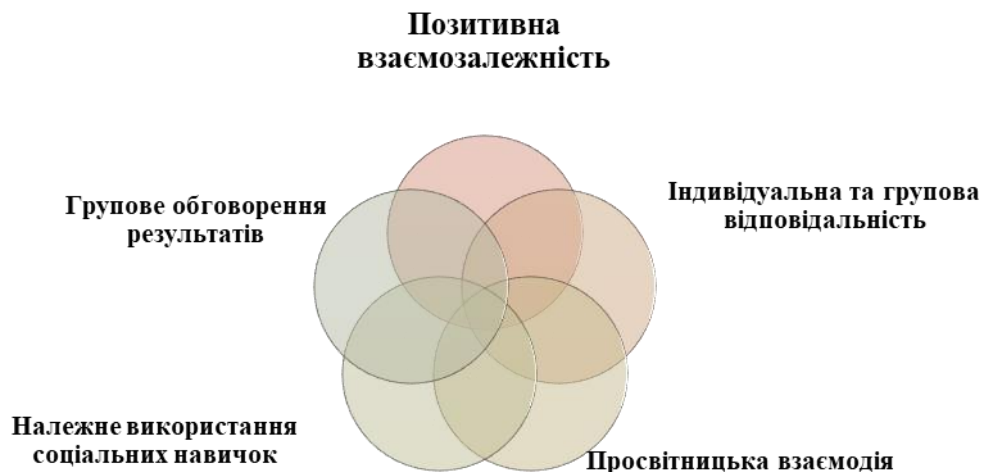 Позитивна
взаємозалежність
Групове обговорення
результатів
Індивідуальна та групова
відповідальність
Належне використання
соціальних навичок
Просвітницька взаємодія